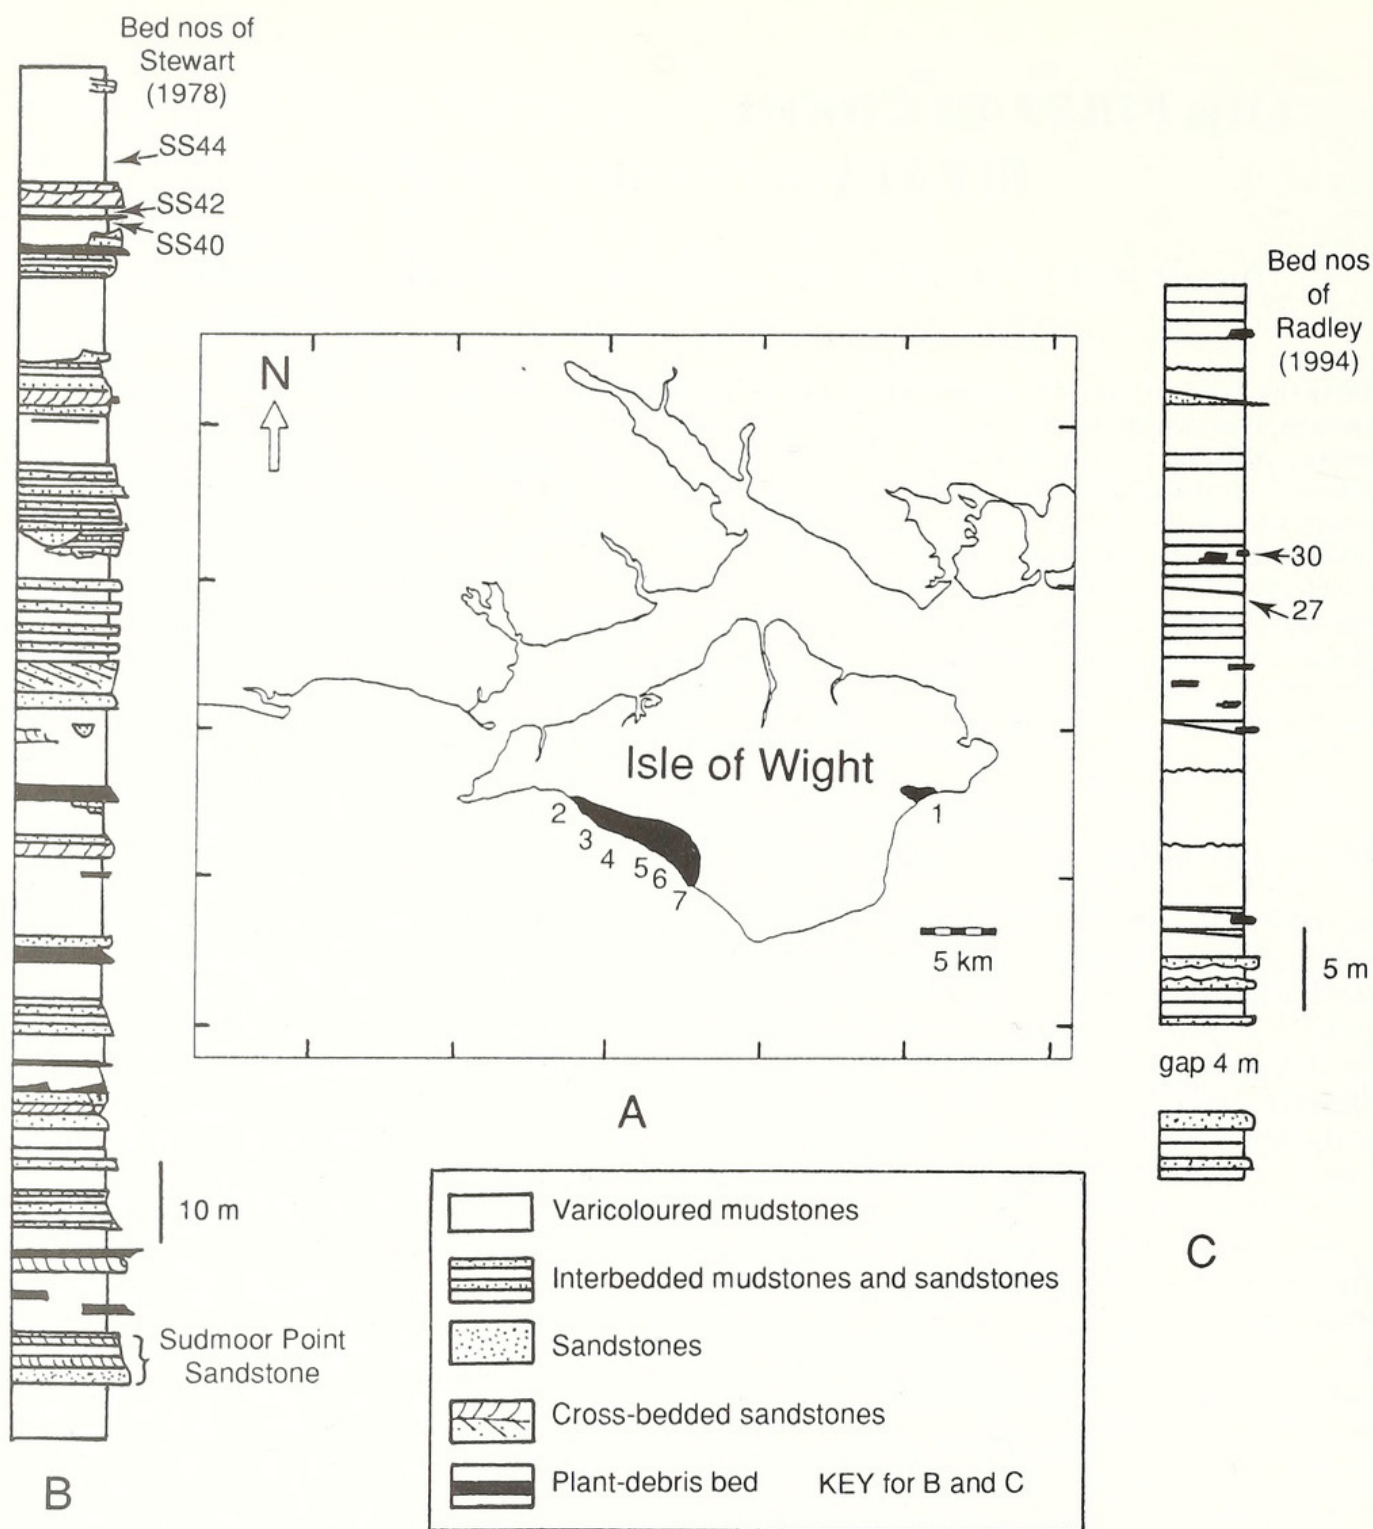 Bed nos of
Stewart
(1978)
SS44
SS42
SS40
Sudmoor Point
Sandstone
10 m
B
N
Isle of Wight
1
2
3
4
5
6
7
5 km
A
Bed nos
of
Radley
(1994)
30
27
5 m
gap 4 m
C
Varicoloured mudstones
Interbedded mudstones and sandstones
Sandstones
Cross-bedded sandstones
Plant-debris bed
KEY for B and C